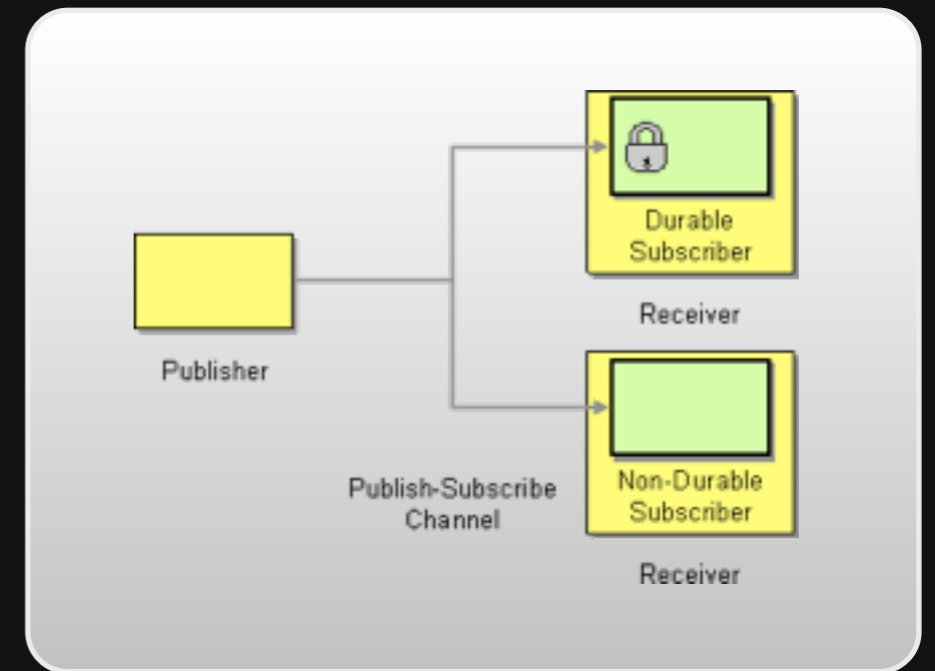 Durable
Subscriber
Receiver
Publisher
Publish-Subscribe
Channel
Non-Durable
Subscriber
Receiver